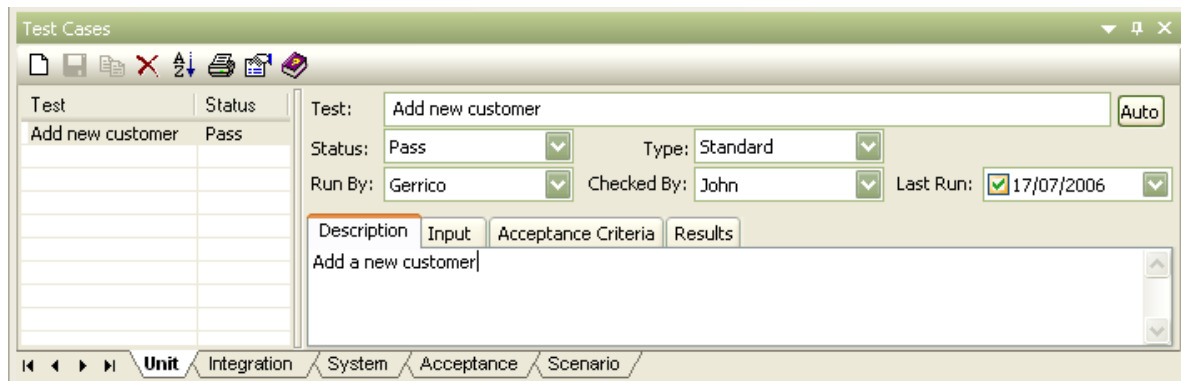 Test Cases
Test Status
Add new customer Pass
Test: Add new customer Auto
Status: Pass Type: Standard
Run By: Gerrico Checked By: John Last Run: 17/07/2006
Description Input Acceptance Criteria Results
Add a new customer
Unit Integration System Acceptance Scenario